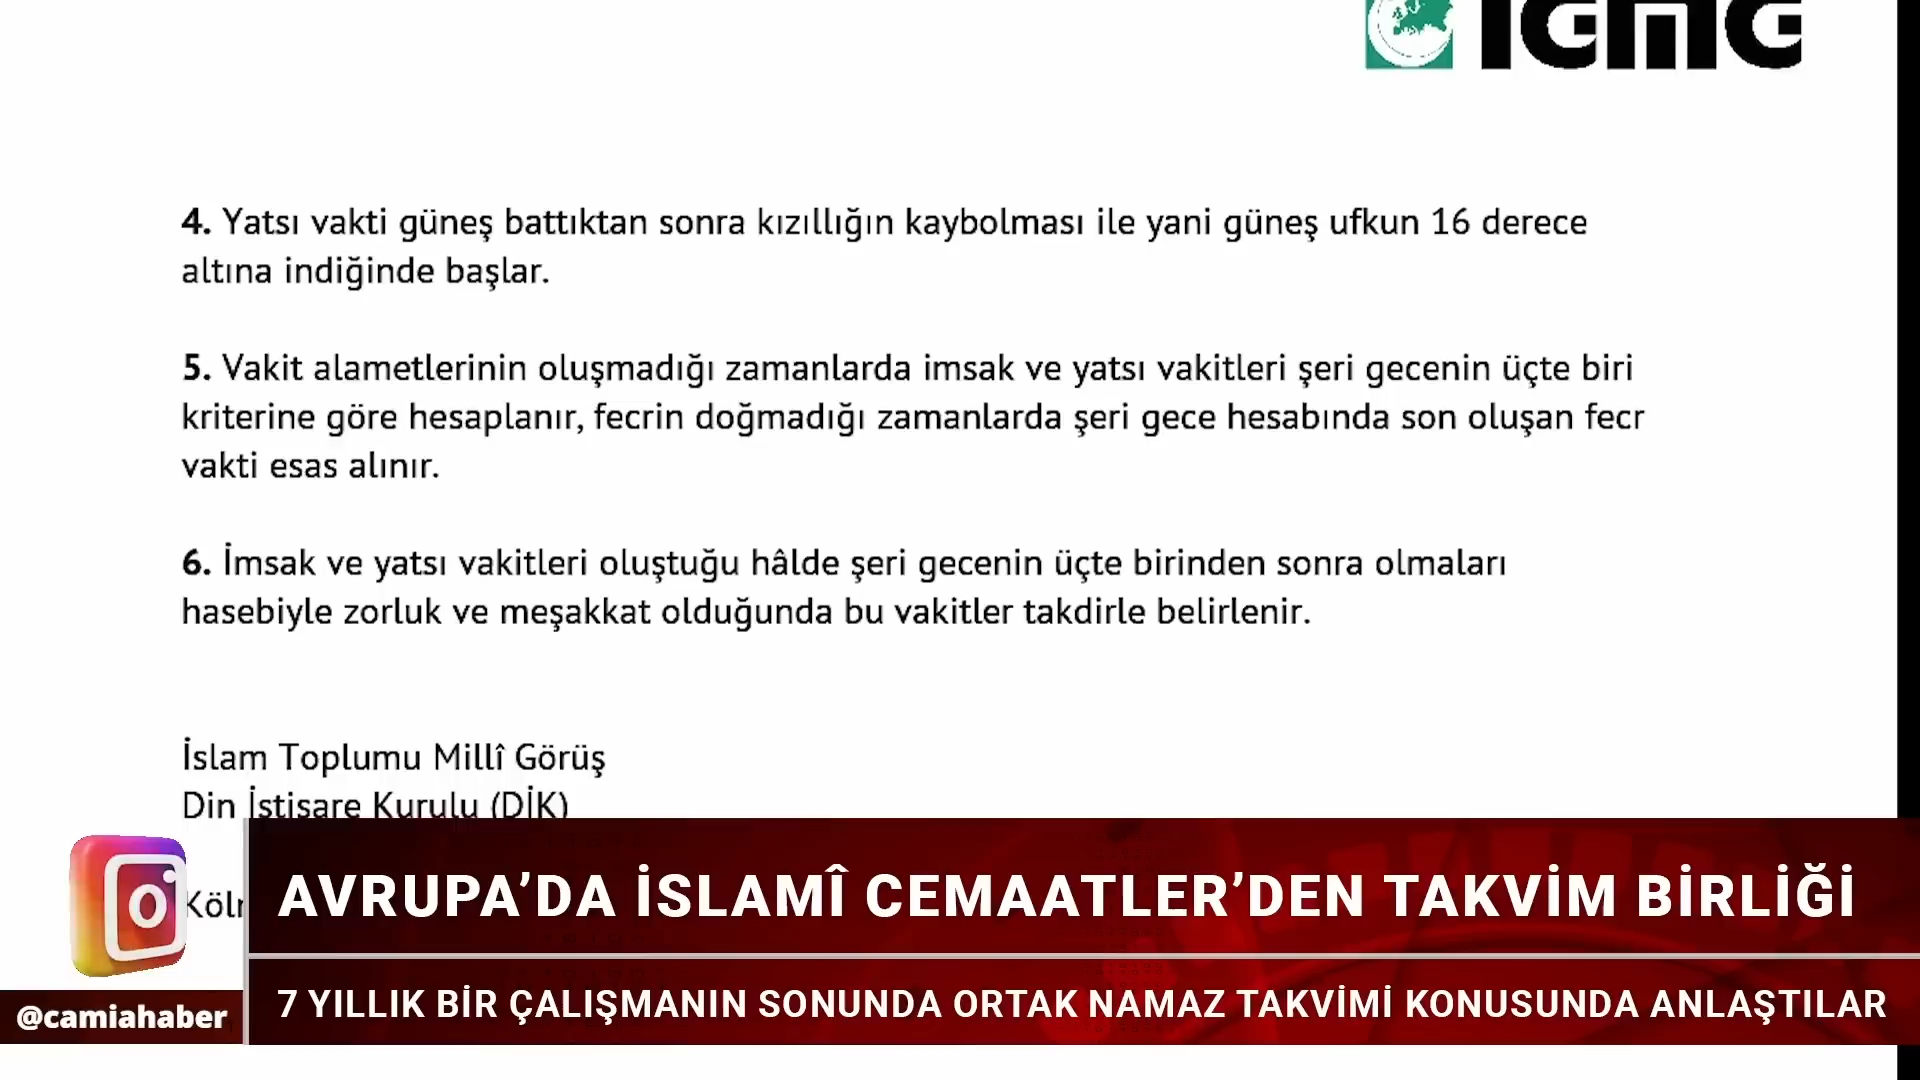 IGMG
4. Yatsı vakti güneş battıktan sonra kızıllığın kaybolması ile yani güneş ufkun 16 derece
altına indiğinde başlar.
5. Vakit alametlerinin oluşmadığı zamanlarda imsak ve yatsı vakitleri şeri gecenin üçte biri
kriterine göre hesaplanır, fecrin doğmadığı zamanlarda şeri gece hesabında son oluşan fecr
vakti esas alınır.
6. İmsak ve yatsı vakitleri oluştuğu hâlde şeri gecenin üçte birinden sonra olmaları
hasebiyle zorluk ve meşakkat olduğunda bu vakitler takdirle belirlenir.
İslam Toplumu Millî Görüş
Din İstişare Kurulu (DİK)
AVRUPA’DA İSLAMÎ CEMAATLER’DEN TAKVİM BİRLİĞİ
7 YILLIK BİR ÇALIŞMANIN SONUNDA ORTAK NAMAZ TAKVİMİ KONUSUNDA ANLAŞTILAR
@camiahaber